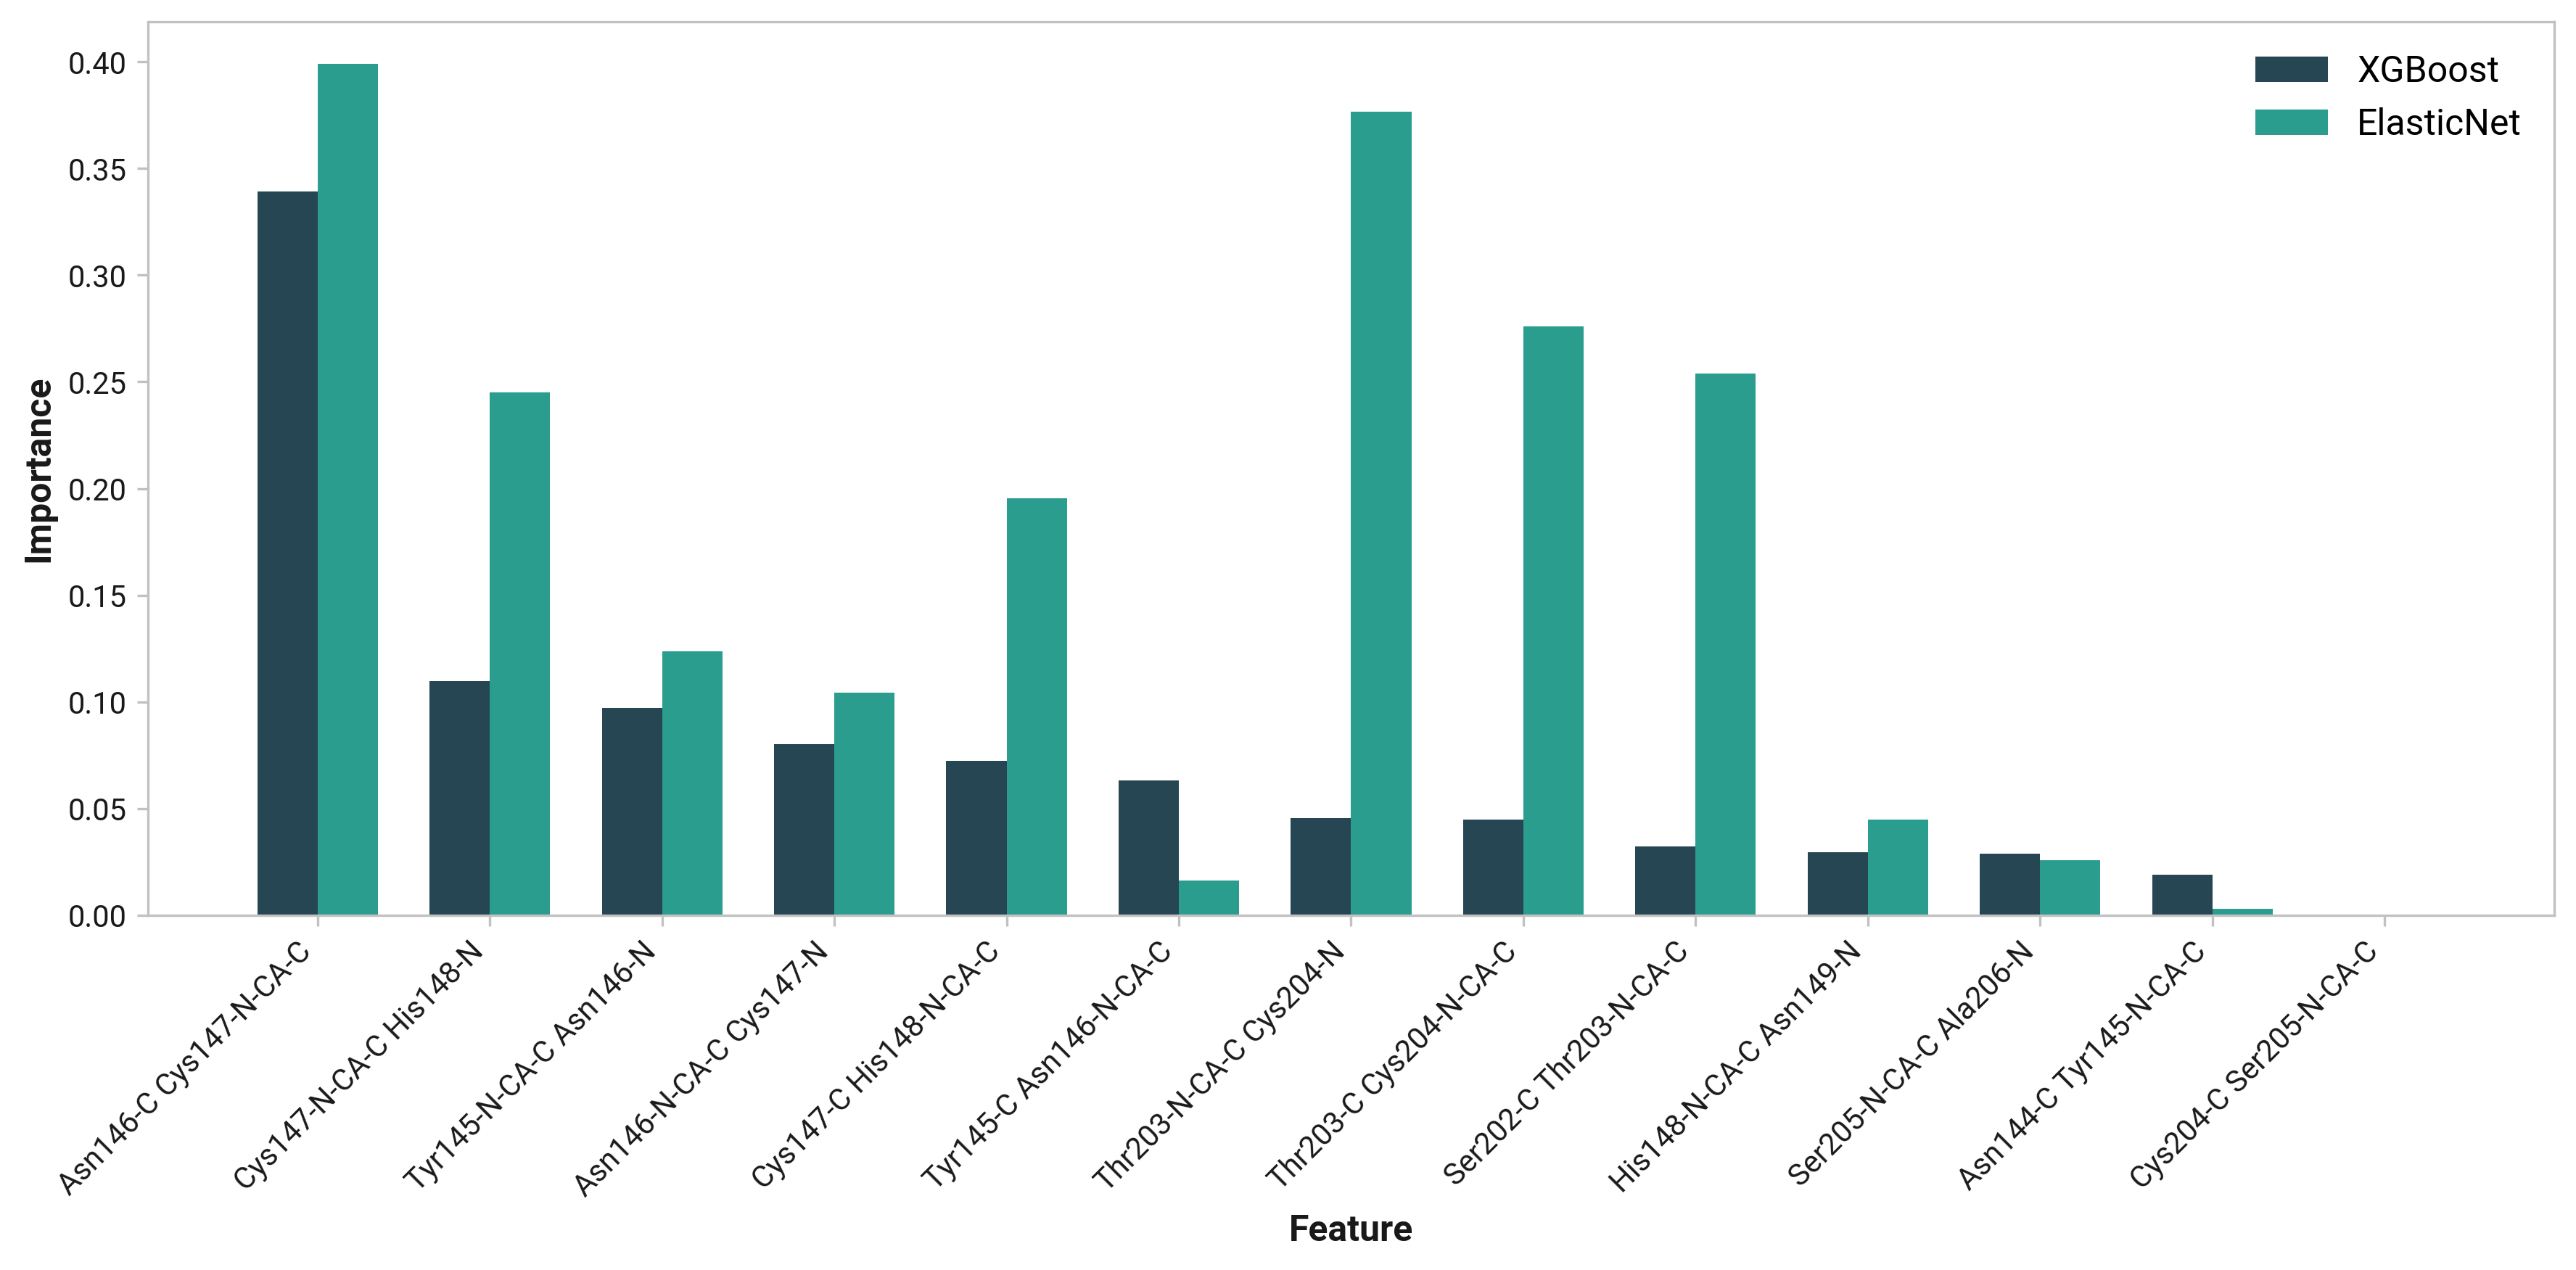 XGBoost
ElasticNet
Importance
0.40
0.35
0.30
0.25
0.20
0.15
0.10
0.05
0.00
Asn146-C Cys147-N-CA-C
Cys147-N-CA-C His148-N
Tyr145-N-CA-C Asn146-N
Asn146-N-CA-C Cys147-N
Cys147-C His148-N-CA-C
Tyr145-C Asn146-N-CA-C
Thr203-N-CA-C Cys204-N
Thr203-C Cys204-N-CA-C
Ser202-C Thr203-N-CA-C
His148-N-CA-C Asn149-N
Ser205-N-CA-C Ala206-N
Asn144-C Tyr145-N-CA-C
Cys204-C Ser205-N-CA-C
Feature